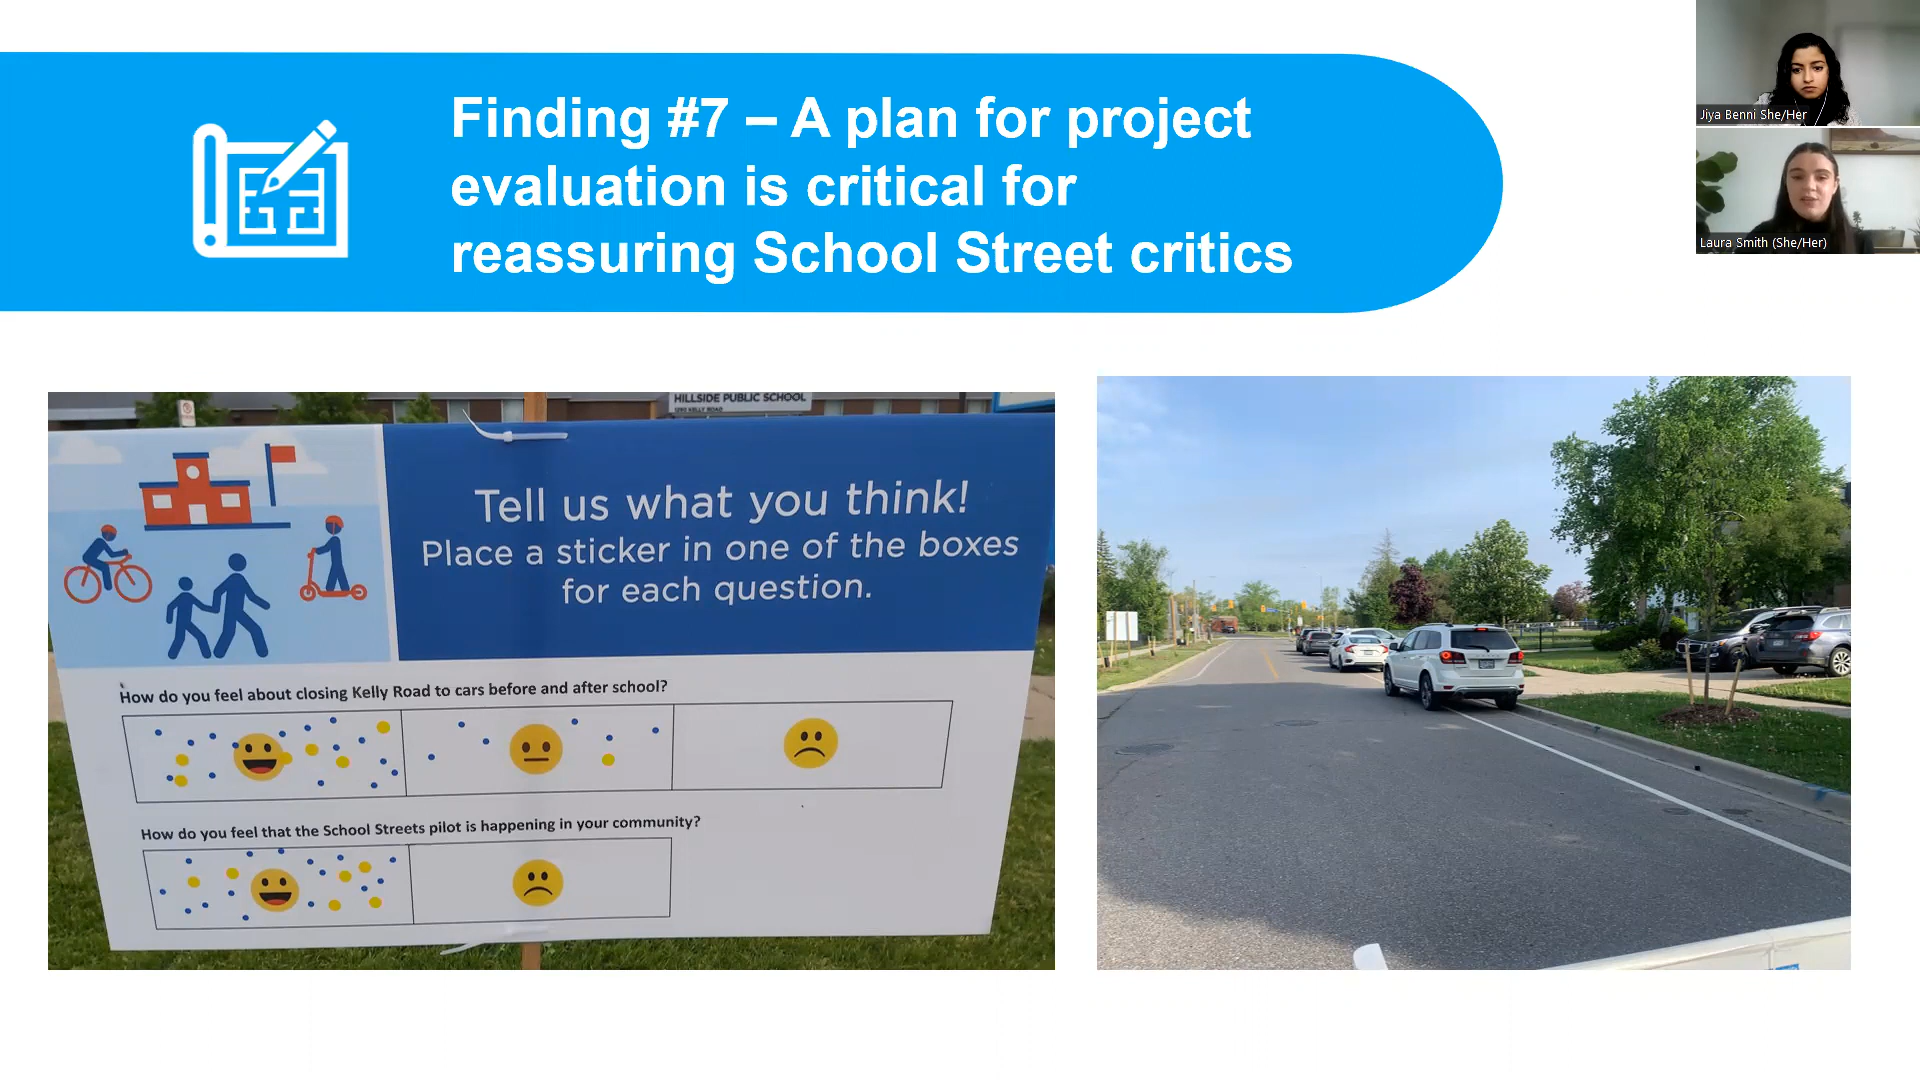 Finding #7 – A plan for project
evaluation is critical for
reassuring School Street critics
Jiya Benni She/Her
Laura Smith (She/Her)
HILLSIDE PUBLIC SCHOOL
1290 KELLY ROAD
Tell us what you think!
Place a sticker in one of the boxes
for each question.
How do you feel about closing Kelly Road to cars before and after school?
How do you feel that the School Streets pilot is happening in your community?